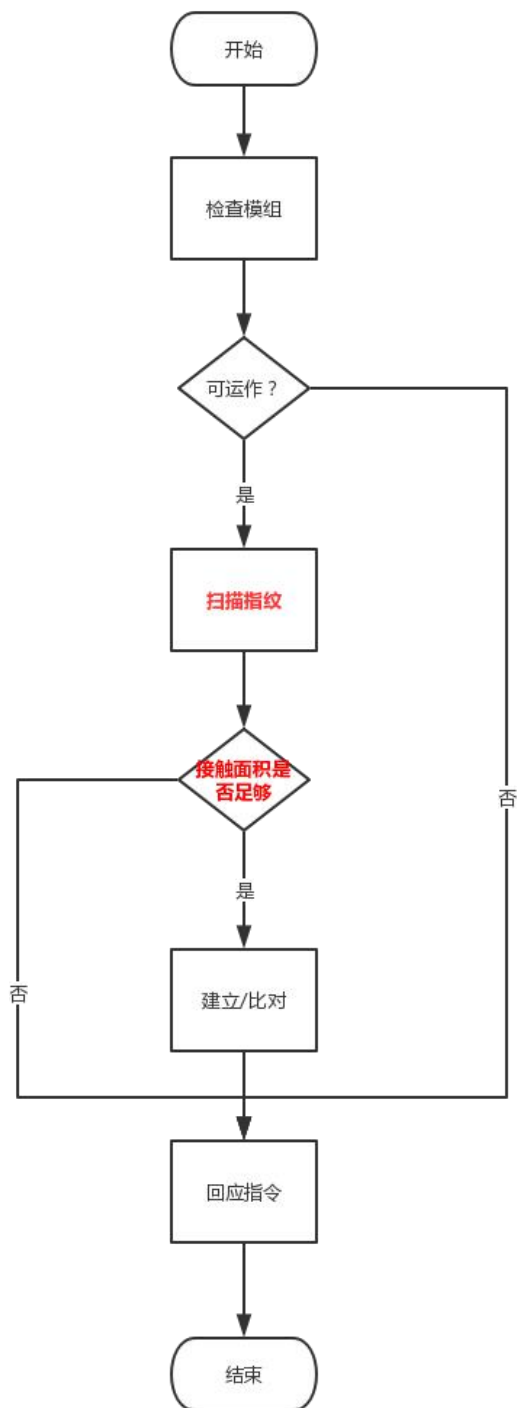 开始
检查模组
可运作？
是
扫描指纹
接触面积是
否足够
否
是
建立/比对
否
回应指令
结束